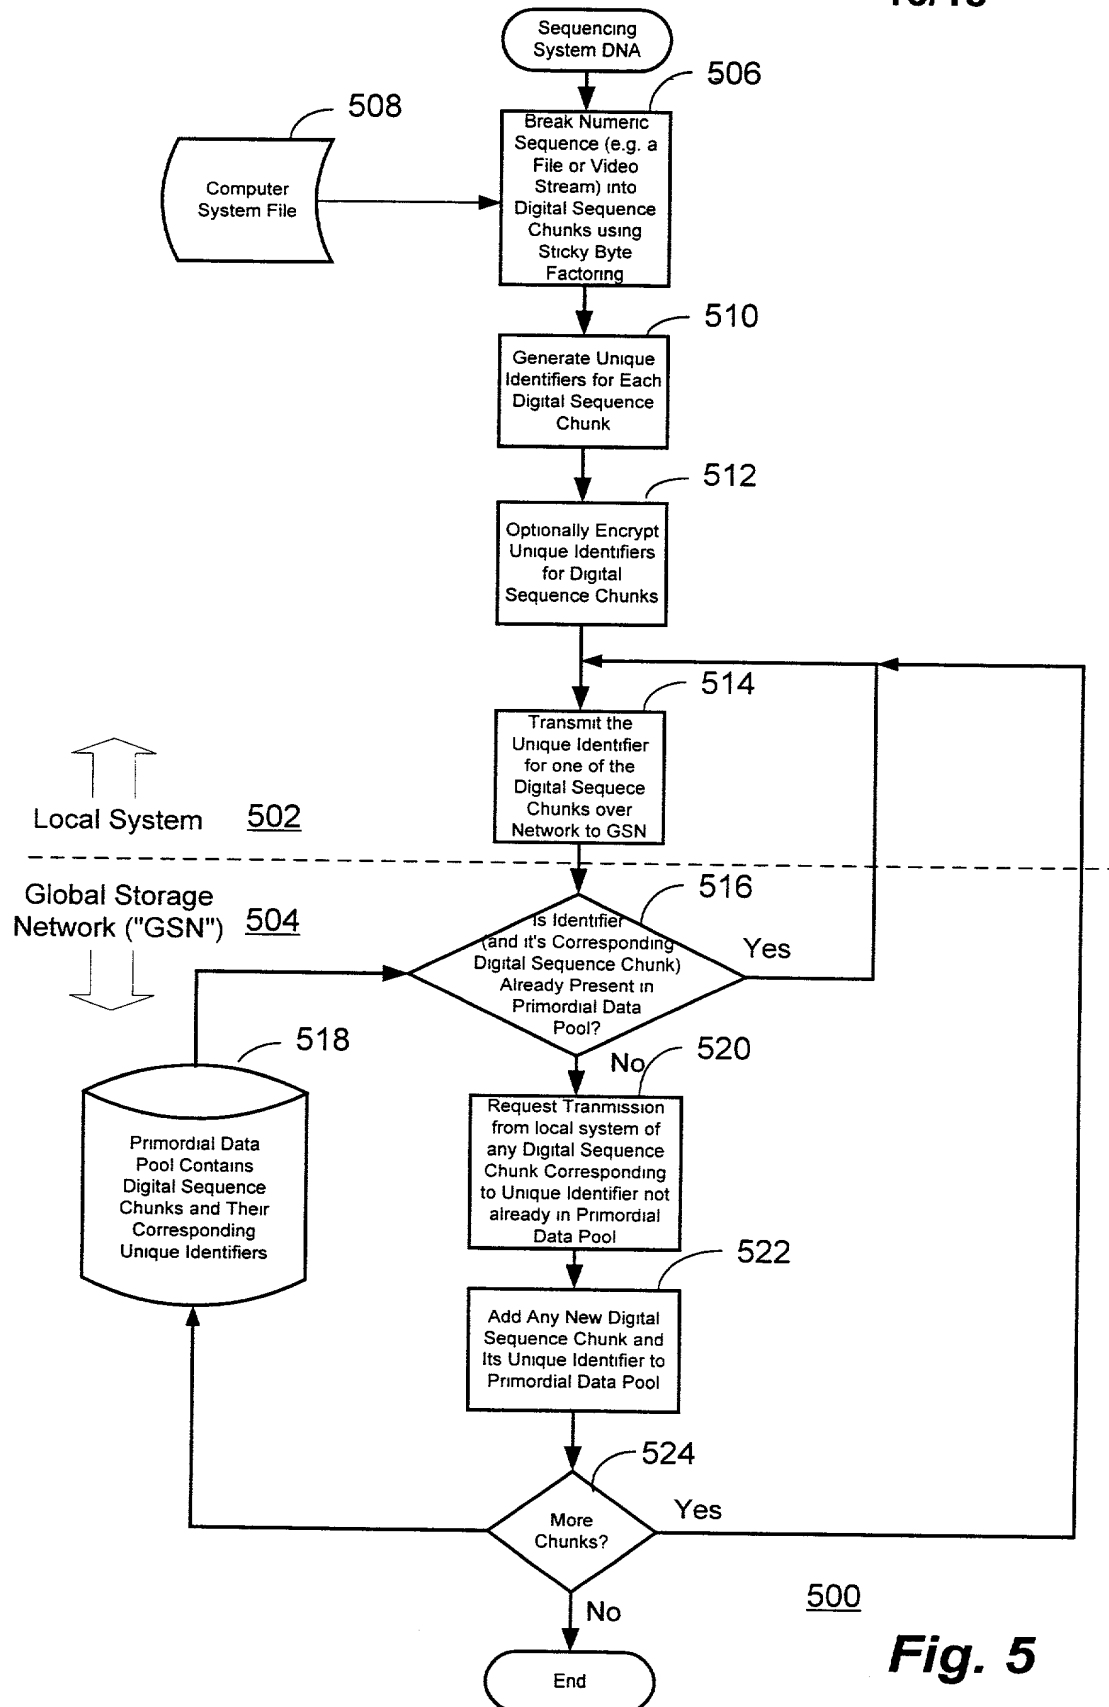 Sequencing
System DNA
506
508
Break Numeric
Sequence (e.g. a
File or Video
Stream) into
Digital Sequence
Chunks using
Sticky Byte
Factoring
Computer
System File
510
Generate Unique
Identifiers for Each
Digital Sequence
Chunk
512
Optionally Encrypt
Unique Identifiers
for Digital
Sequence Chunks
514
Transmit the
Unique Identifier
for one of the
Digital Sequece
Chunks over
Network to GSN
Local System 502
Global Storage
Network ("GSN") 504
516
Is Identifier
(and it's Corresponding
Digital Sequence Chunk)
Already Present in
Primordial Data
Pool?
Yes
No
518
Primordial Data
Pool Contains
Digital Sequence
Chunks and Their
Corresponding
Unique Identifiers
520
Request Tranmission
from local system of
any Digital Sequence
Chunk Corresponding
to Unique Identifier not
already in Primordial
Data Pool
522
Add Any New Digital
Sequence Chunk and
Its Unique Identifier to
Primordial Data Pool
524
More
Chunks?
Yes
No
500
End
Fig. 5